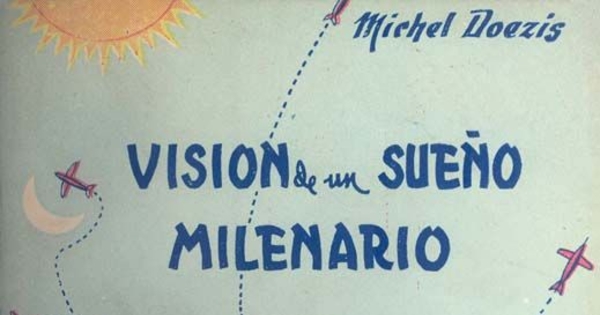 Michel Doezis
VISION de un SUEÑO
MILENARIO